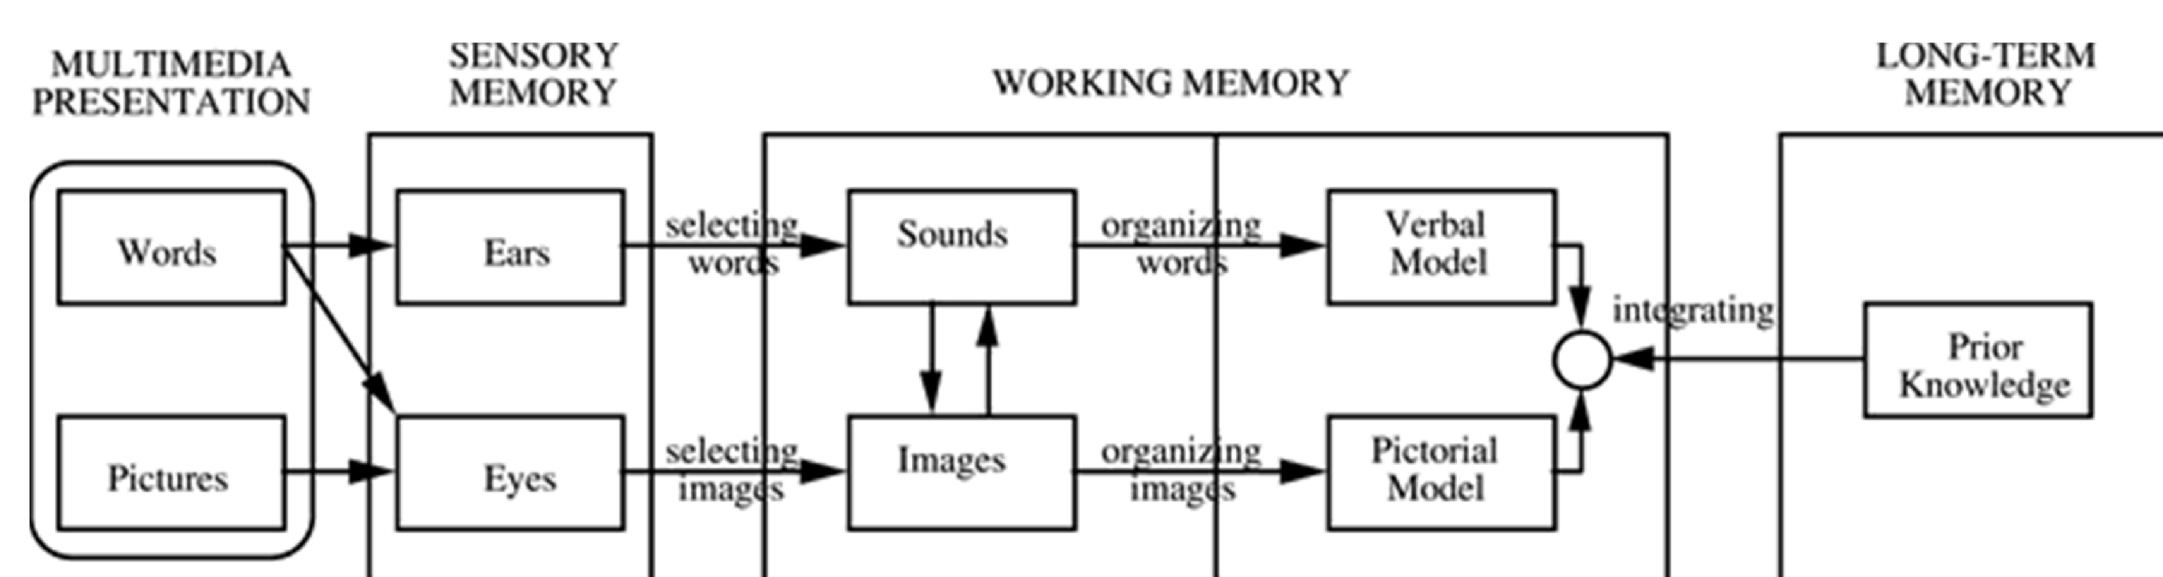 MULTIMEDIA
PRESENTATION
SENSORY
MEMORY
WORKING MEMORY
LONG-TERM
MEMORY
Words
Ears
selecting
words
Sounds
organizing
words
Verbal
Model
integrating
Prior
Knowledge
Pictures
Eyes
selecting
images
Images
organizing
images
Pictorial
Model